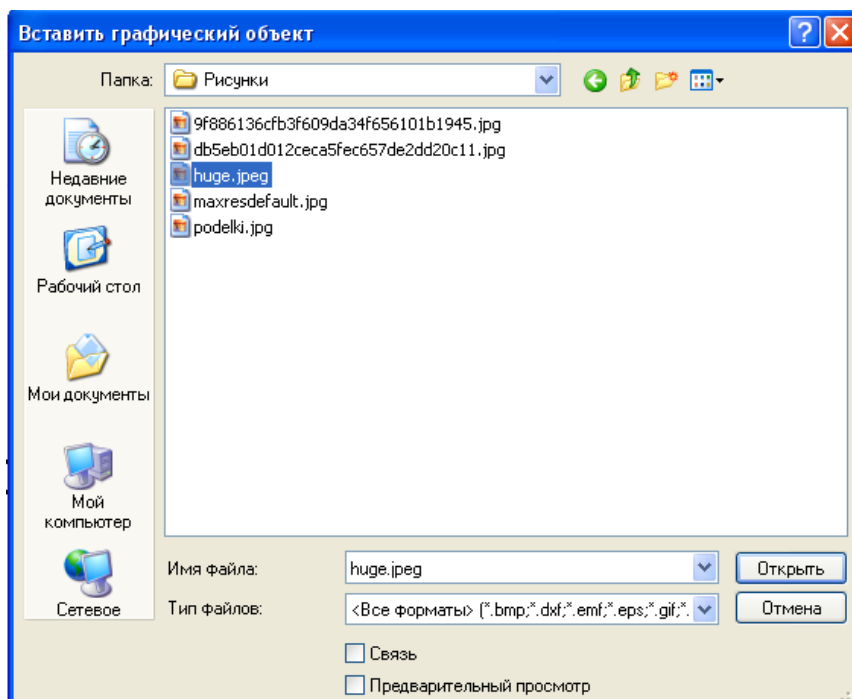 Вставить графический объект
Папка:
Рисунки
Недавние
документы
Рабочий стол
Мои документы
Мой
компьютер
Сетевое
9f886136cfb3f609da34f656101b1945.jpg
db5eb01d012ceca5fec657de2dd20c11.jpg
huge.jpeg
maxresdefault.jpg
podelki.jpg
Имя файла:
huge.jpeg
Открыть
Тип файлов:
<Все форматы> (*.bmp;*.dxf;*.emf;*.eps;*.gif;*.
Отмена
Связь
Предварительный просмотр